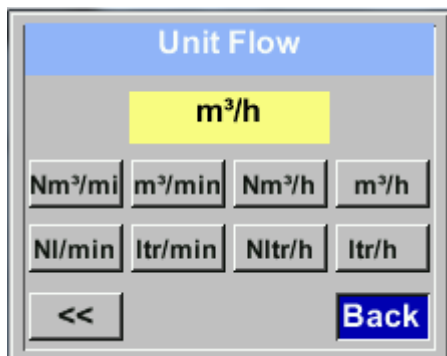 Unit Flow
m³/h
Nm³/mi m³/min Nm³/h m³/h
Nl/min ltr/min Nltr/h ltr/h
<< Back